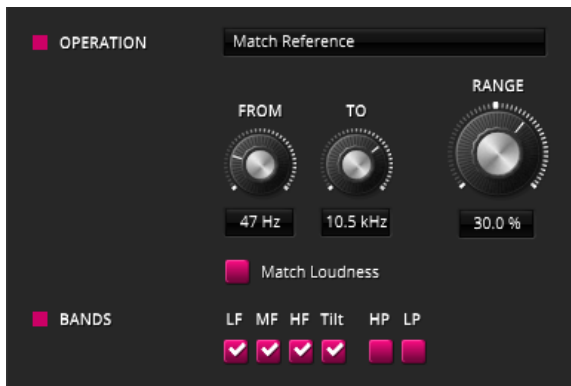 OPERATION Match Reference
RANGE
FROM TO
47 Hz 10.5 kHz 30.0 %
Match Loudness
BANDS LF MF HF Tilt HP LP